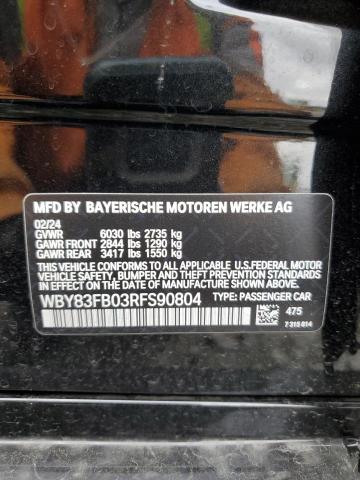 MFD BY BAYERISCHE MOTOREN WERKE AG
02/24
GVWR 6030 lbs 2735 kg
GAWR FRONT 2844 lbs 1290 kg
GAWR REAR 3417 lbs 1550 kg
THIS VEHICLE CONFORMS TO ALL APPLICABLE U.S.FEDERAL MOTOR
VEHICLE SAFETY, BUMPER, AND THEFT PREVENTION STANDARDS
IN EFFECT ON THE DATE OF MANUFACTURE SHOWN ABOVE.
WBY83FB03RFS90804 TYPE: PASSENGER CAR
475
7 315 814